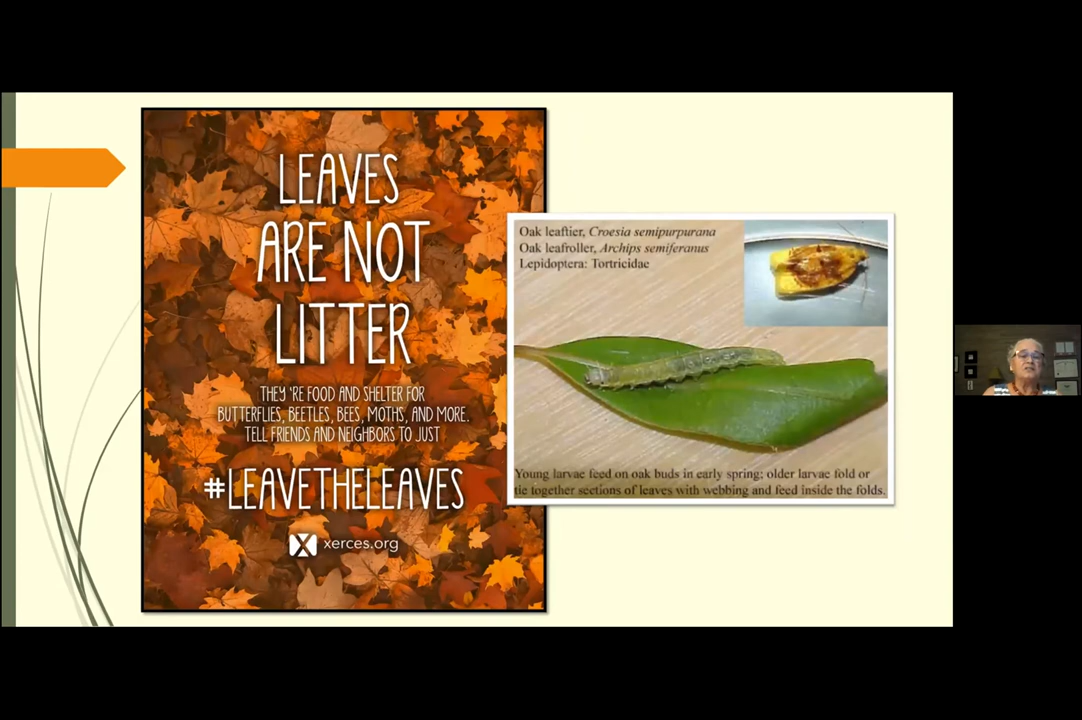 LEAVES
ARE NOT
LITTER
THEY 'RE FOOD AND SHELTER FOR
BUTTERFLIES, BEETLES, BEES, MOTHS, AND MORE.
TELL FRIENDS AND NEIGHBORS TO JUST
#LEAVETHELEAVES
xerces.org
Oak leaftier, Croesia semipurpurana
Oak leafroller, Archips semiferanus
Lepidoptera: Tortricidae
Young larvae feed on oak buds in early spring; older larvae fold or
tie together sections of leaves with webbing and feed inside the folds.